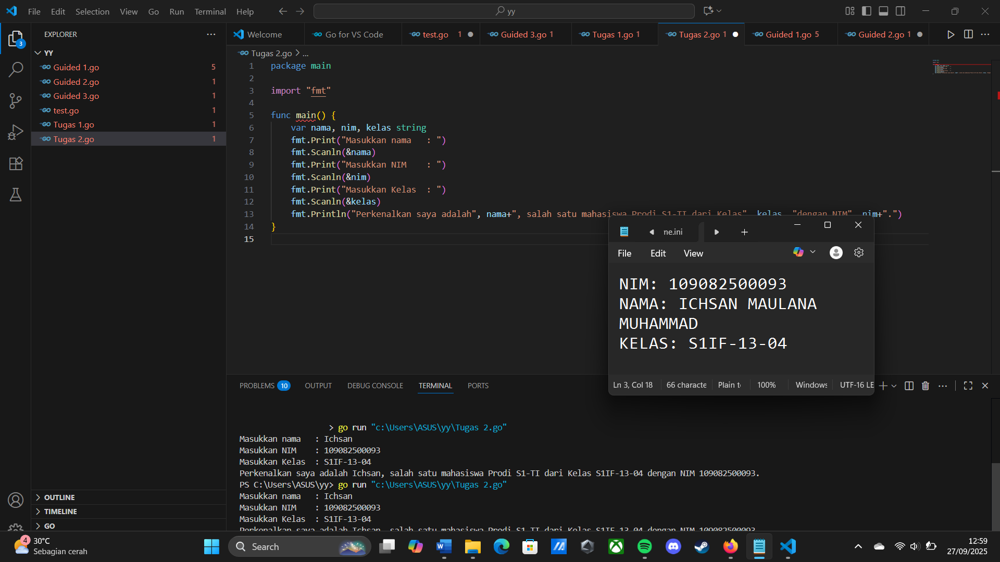 File Edit Selection View Go Run Terminal Help
yy
EXPLORER
YY
Guided 1.go 5
Guided 2.go 1
Guided 3.go 1
test.go 1
Tugas 1.go 1
Tugas 2.go 1
OUTLINE
TIMELINE
GO
3
Welcome Go for VS Code test.go 1 Guided 3.go 1 Tugas 1.go 1 Tugas 2.go 1 Guided 1.go 5 Guided 2.go 1
Tugas 2.go > ...
1 package main
2
3 import "fmt"
4
5 func main() {
6 var nama, nim, kelas string
7 fmt.Print("Masukkan nama   : ")
8 fmt.Scanln(&nama)
9 fmt.Print("Masukkan NIM    : ")
10 fmt.Scanln(&nim)
11 fmt.Print("Masukkan Kelas  : ")
12 fmt.Scanln(&kelas)
13 fmt.Println("Perkenalkan saya adalah", nama+", salah satu mahasiswa Prodi S1-TI dari Kelas", kelas, "dengan NIM", nim+".")
14 }
15
ne.ini
File Edit View
NIM: 109082500093
NAMA: ICHSAN MAULANA
MUHAMMAD
KELAS: S1IF-13-04
Ln 3, Col 18 66 characte Plain t 100% Windows UTF-16 LE
PROBLEMS 10 OUTPUT DEBUG CONSOLE TERMINAL PORTS
> go run "c:\Users\ASUS\yy\Tugas 2.go"
Masukkan nama   : Ichsan
Masukkan NIM    : 109082500093
Masukkan Kelas  : S1IF-13-04
Perkenalkan saya adalah Ichsan, salah satu mahasiswa Prodi S1-TI dari Kelas S1IF-13-04 dengan NIM 109082500093.
PS C:\Users\ASUS\yy> go run "c:\Users\ASUS\yy\Tugas 2.go"
Masukkan nama   : Ichsan
Masukkan NIM    : 109082500093
Masukkan Kelas  : S1IF-13-04
Perkenalkan saya adalah Ichsan, salah satu mahasiswa Prodi S1-TI dari Kelas S1IF-13-04 dengan NIM 109082500093.
4
30°C
Sebagian cerah
Search
12:59
27/09/2025